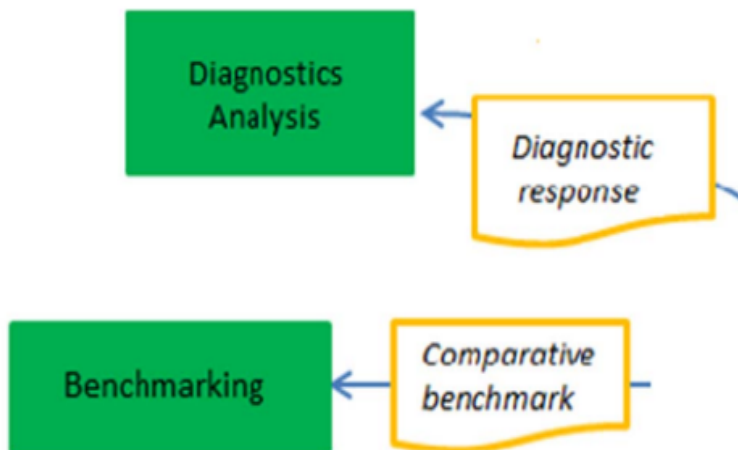 Diagnostics
Analysis
Diagnostic
response
Benchmarking
Comparative
benchmark